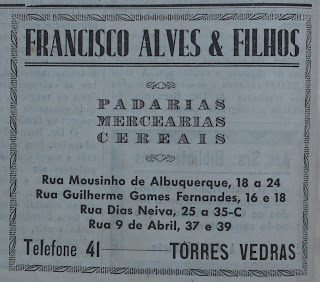 FRANCISCO ALVES & FILHOS
PADARIAS
MERCEARIAS
CEREAIS
Rua Mousinho de Albuquerque, 18 a 24
Rua Guilherme Gomes Fernandes, 16 e 18
Rua Dias Neiva, 25 a 35-C
Rua 9 de Abril, 37 e 39
Telefone 41 —— TORRES VEDRAS